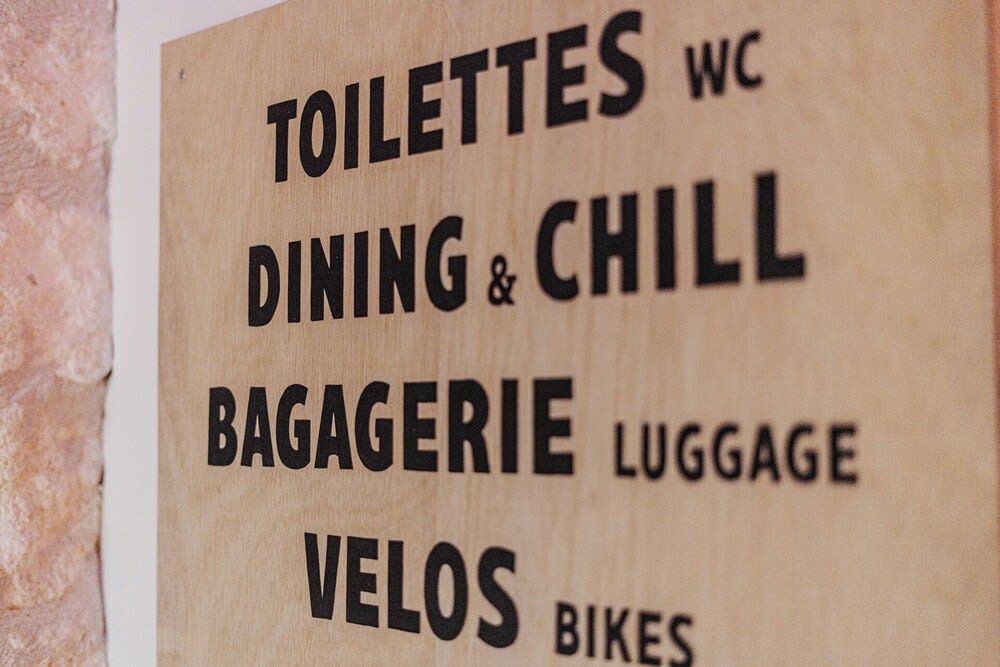 TOILETTES WC
DINING & CHILL
BAGAGERIE LUGGAGE
VELOS BIKES